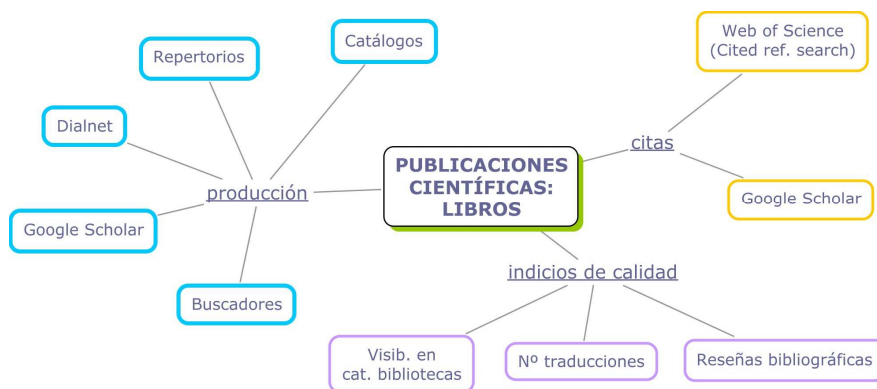 PUBLICACIONES
CIENTÍFICAS:
LIBROS
producción
Catálogos
Repertorios
Dialnet
Google Scholar
Buscadores
citas
Web of Science
(Cited ref. search)
Google Scholar
indicios de calidad
Visib. en
cat. bibliotecas
Nº traducciones
Reseñas bibliográficas